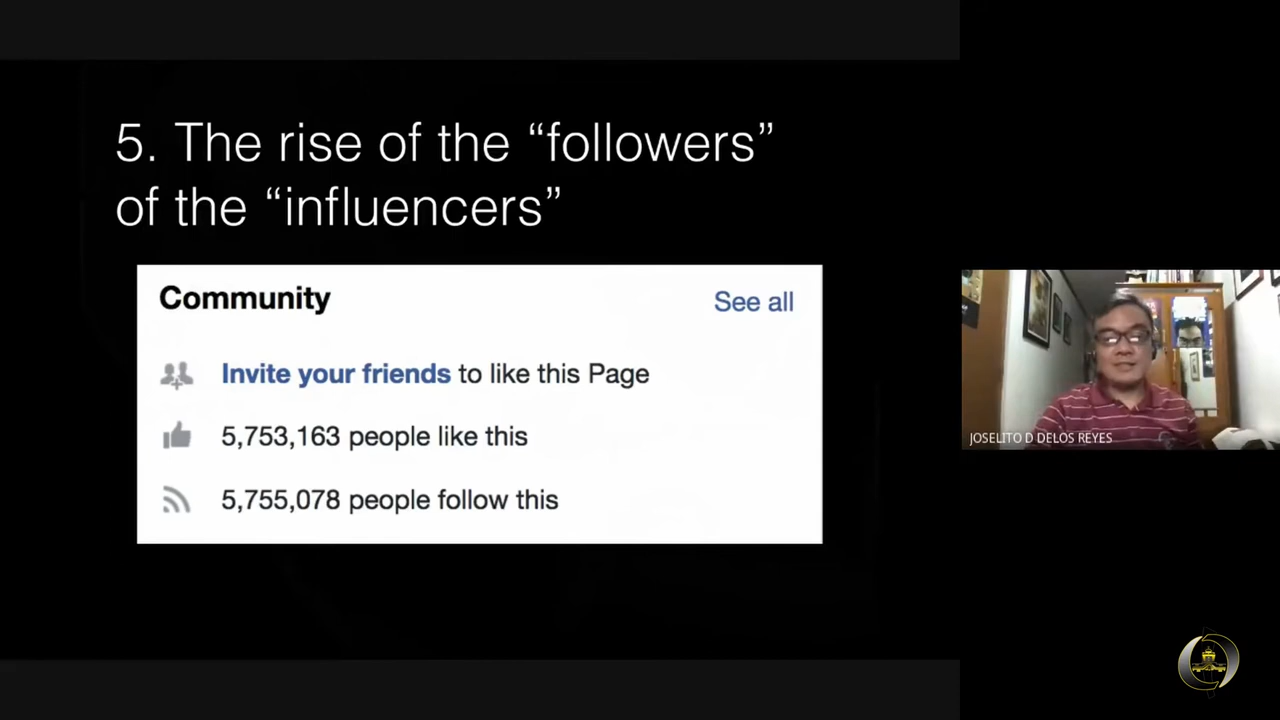 5. The rise of the “followers”
of the “influencers”
Community
See all
Invite your friends to like this Page
5,753,163 people like this
5,755,078 people follow this
JOSELITO D DELOS REYES